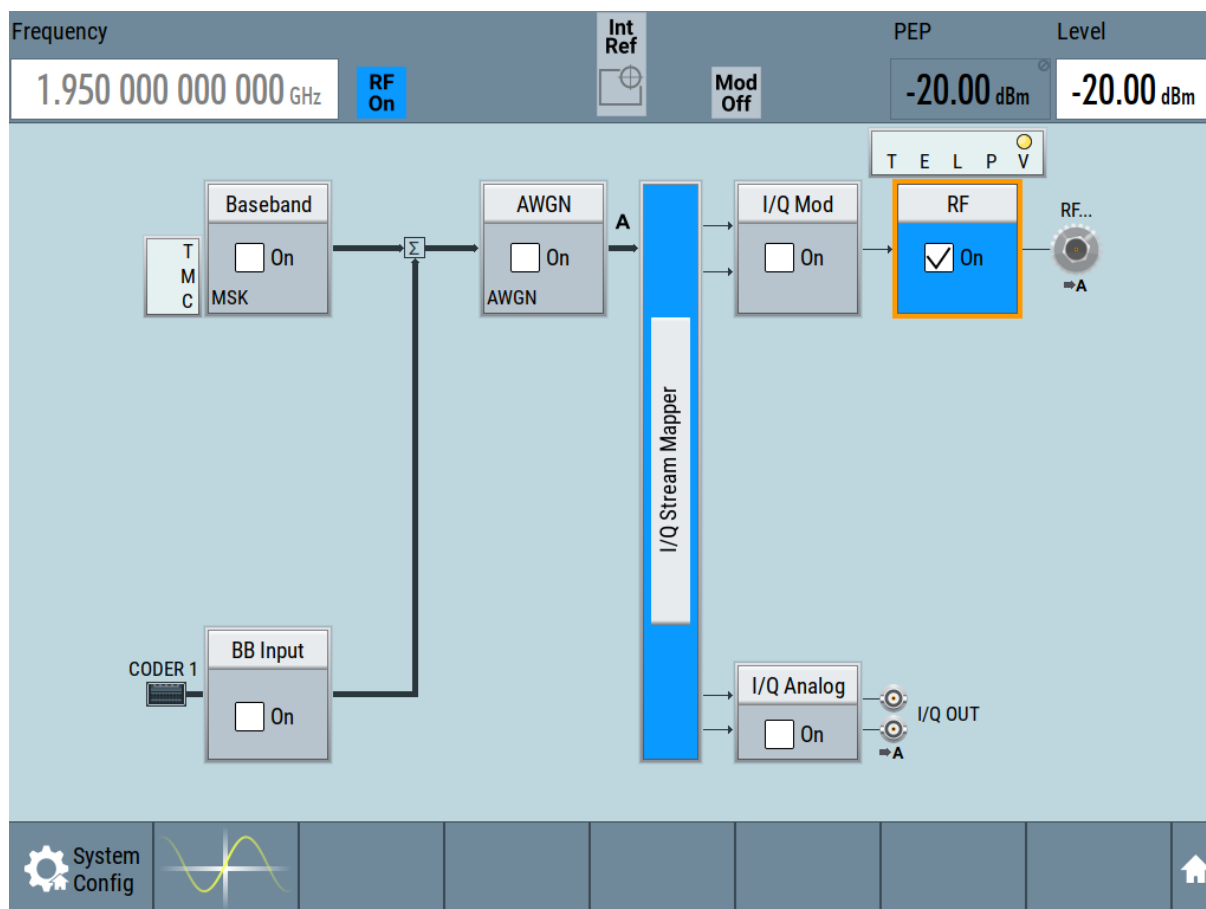 Frequency
Int
Ref
PEP
Level
1.950 000 000 000 GHz
RF
On
Mod
Off
-20.00 dBm
-20.00 dBm
T E L P V
Baseband
AWGN
A
I/Q Mod
RF
RF...
T
M
C
On
On
On
On
MSK
AWGN
Σ
A
I/Q Stream Mapper
BB Input
CODER 1
On
I/Q Analog
On
I/Q OUT
A
System
Config